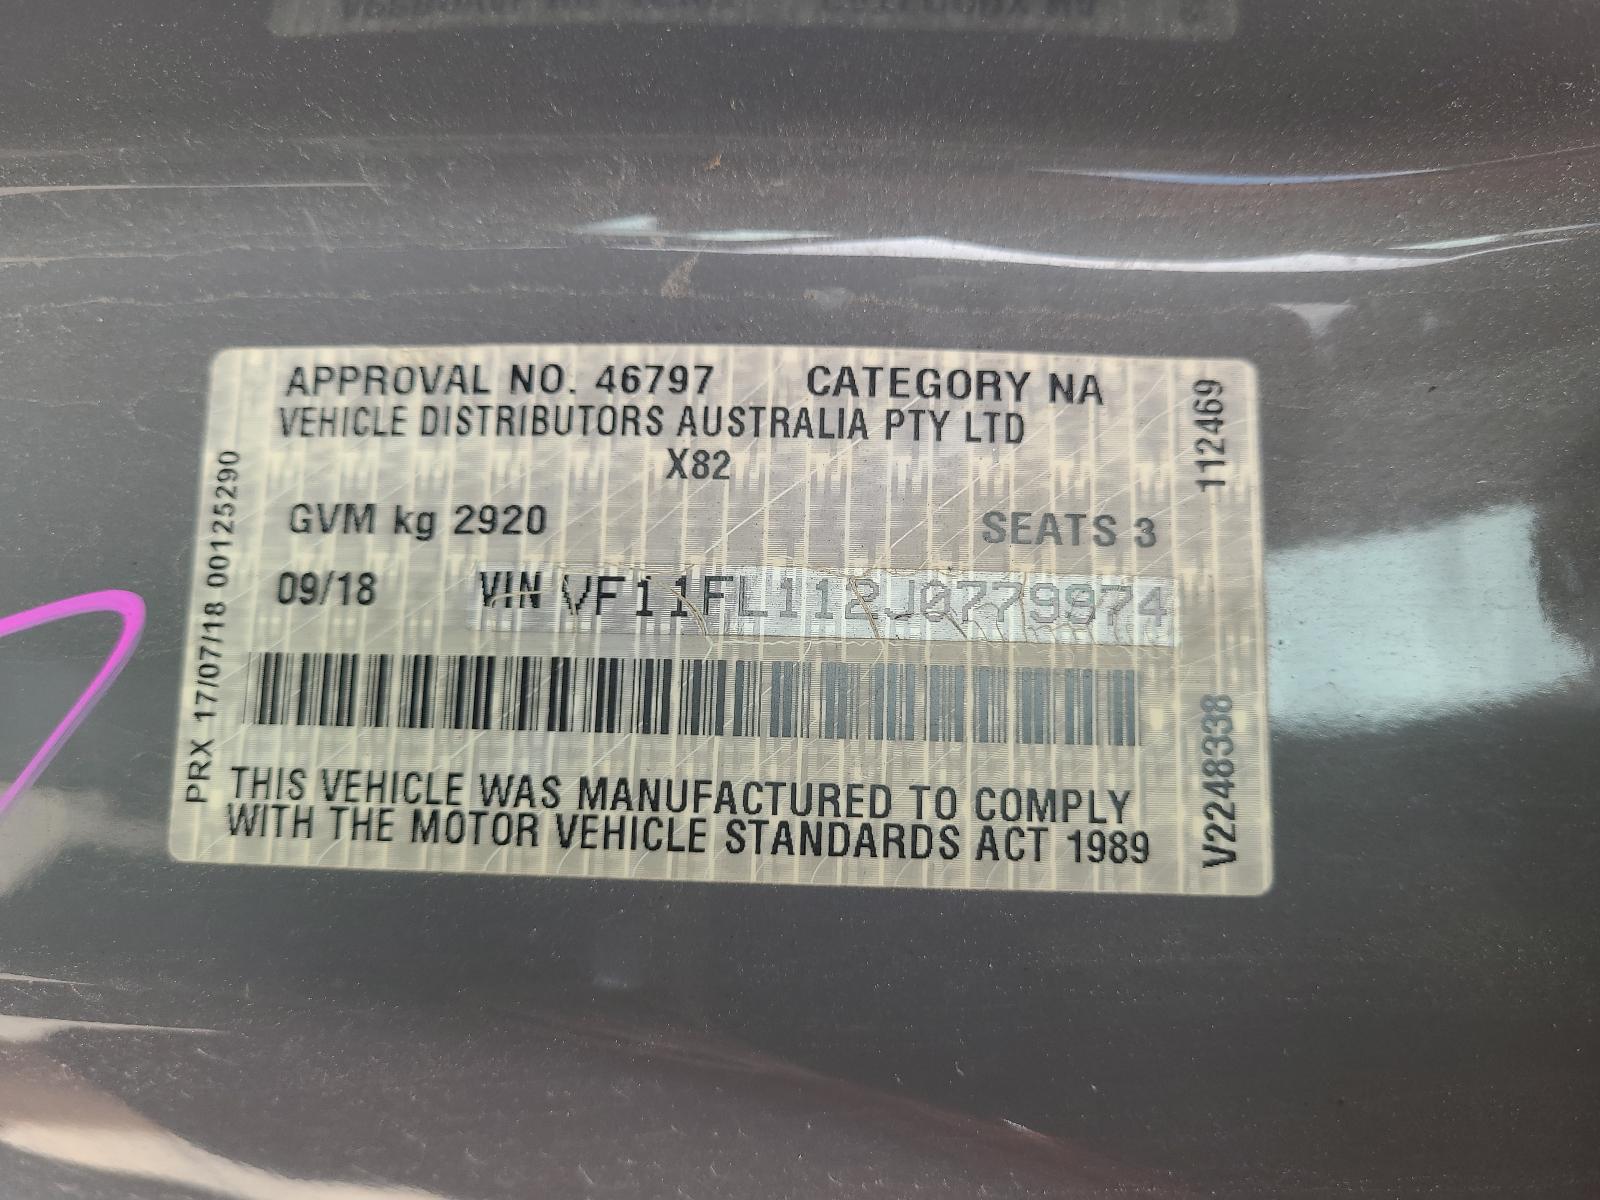 APPROVAL NO. 46797 CATEGORY NA
VEHICLE DISTRIBUTORS AUSTRALIA PTY LTD
X82
GVM kg 2920 SEATS 3
09/18 VIN VF11FL112J0779974
THIS VEHICLE WAS MANUFACTURED TO COMPLY
WITH THE MOTOR VEHICLE STANDARDS ACT 1989
PRX 17/07/18 00125290
112469
V2248338